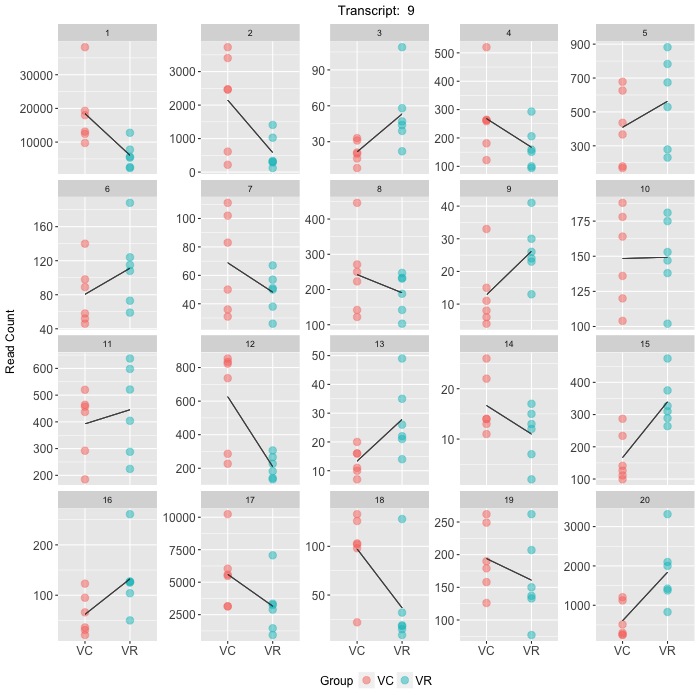 Transcript: 9
1 2 3 4 5
30000 20000 10000
3000 2000 1000 0
90 60 30
500 400 300 200 100
900 700 500 300
6 7 8 9 10
160 120 80 40
100 80 60 40
400 300 200 100
40 30 20 10
175 150 125 100
Read Count
11 12 13 14 15
600 500 400 300 200
800 600 400 200
50 40 30 20 10
20 10
400 300 200 100
16 17 18 19 20
200 100
10000 7500 5000 2500
100 50
250 200 150 100
3000 2000 1000
VC VR VC VR VC VR VC VR VC VR
Group VC VR